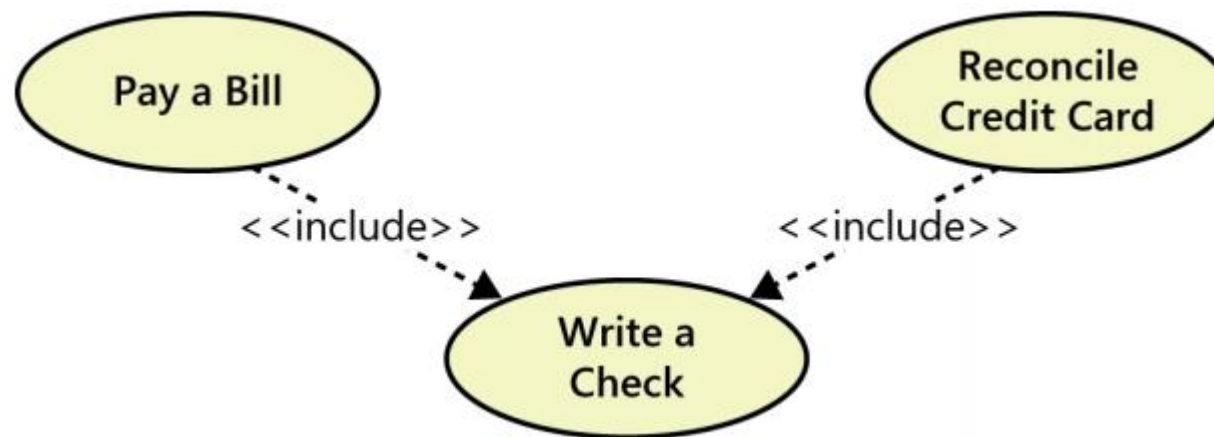 Pay a Bill
Reconcile
Credit Card
<<include>>
<<include>>
Write a
Check